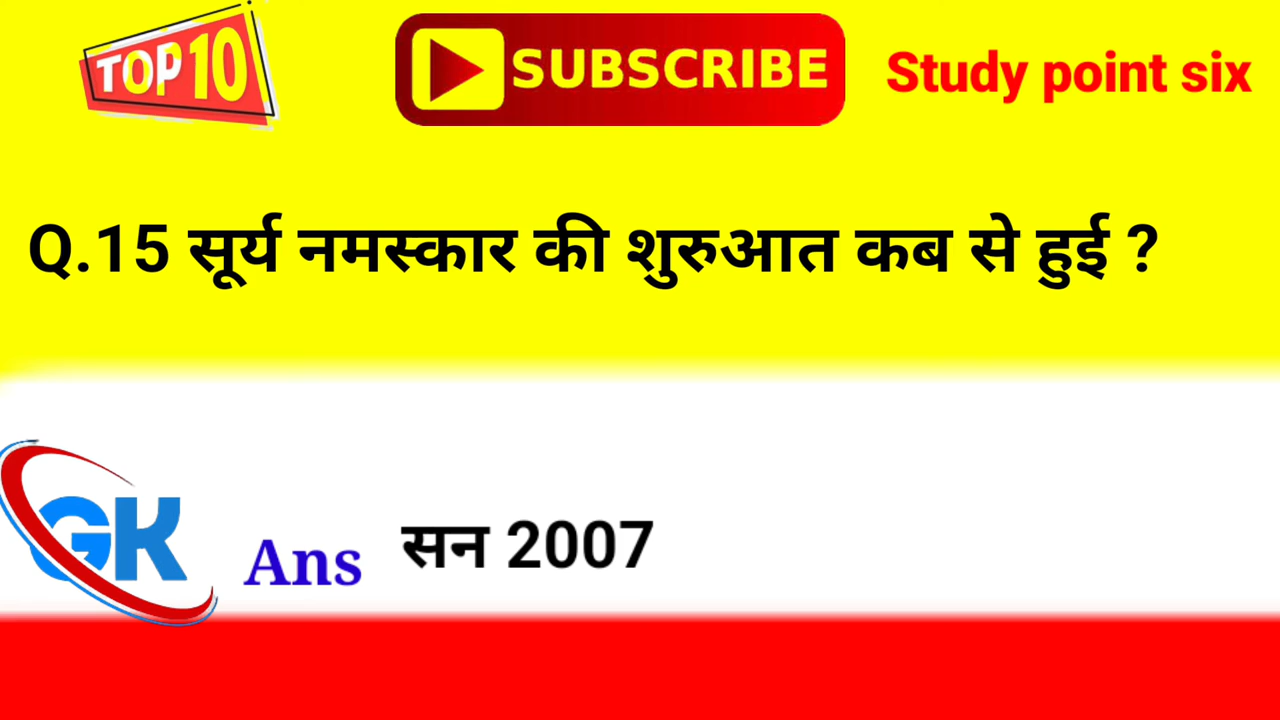 TOP 10
SUBSCRIBE
Study point six
Q.15 सूर्य नमस्कार की शुरुआत कब से हुई ?
GK
Ans सन 2007